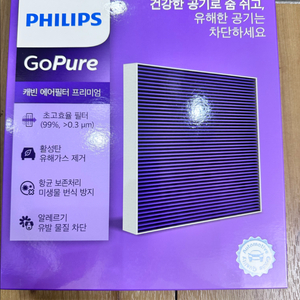 PHILIPS
GoPure
캐빈 에어필터 프리미엄
건강한 공기로 숨 쉬고,
유해한 공기는
차단하세요
초고효율 필터
(99%, >0.3 μm)
활성탄
유해가스 제거
항균 보존처리
미생물 번식 방지
알레르기
유발 물질 차단